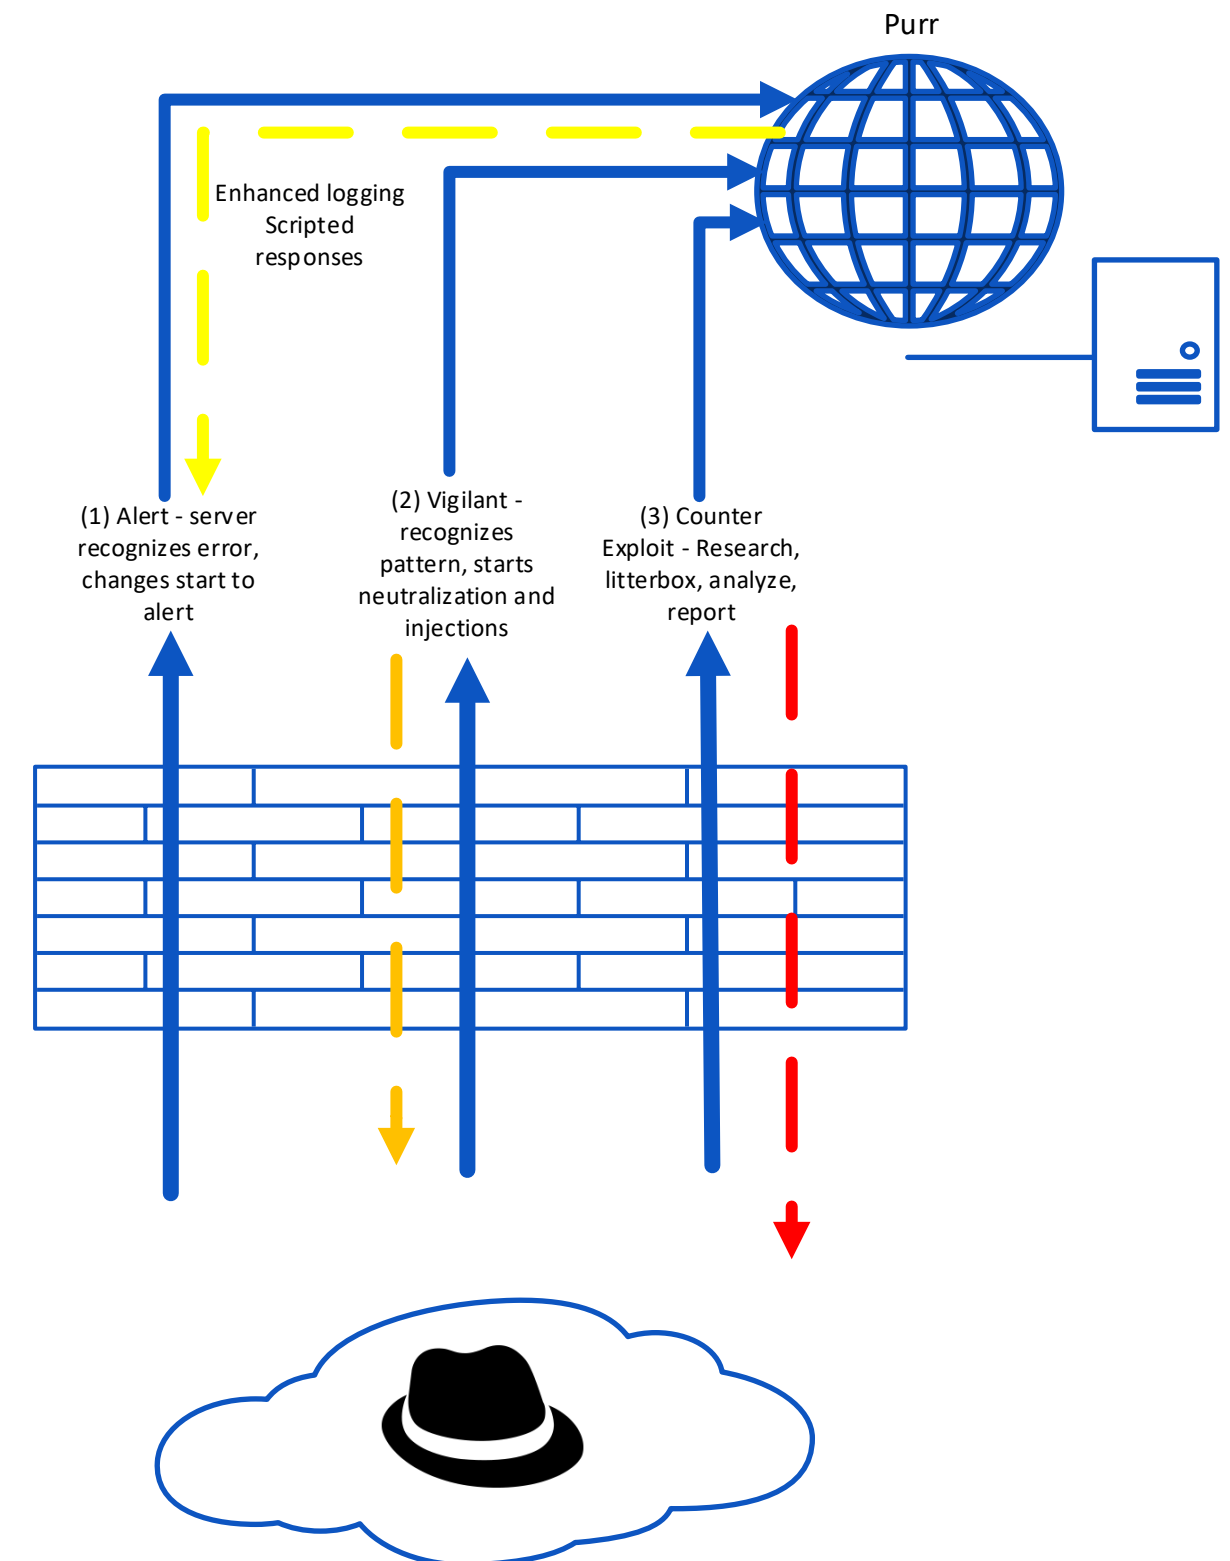 Purr
Enhanced logging
Scripted
responses
(1) Alert - server
recognizes error,
changes start to
alert
(2) Vigilant -
recognizes
pattern, starts
neutralization and
injections
(3) Counter
Exploit - Research,
litterbox, analyze,
report